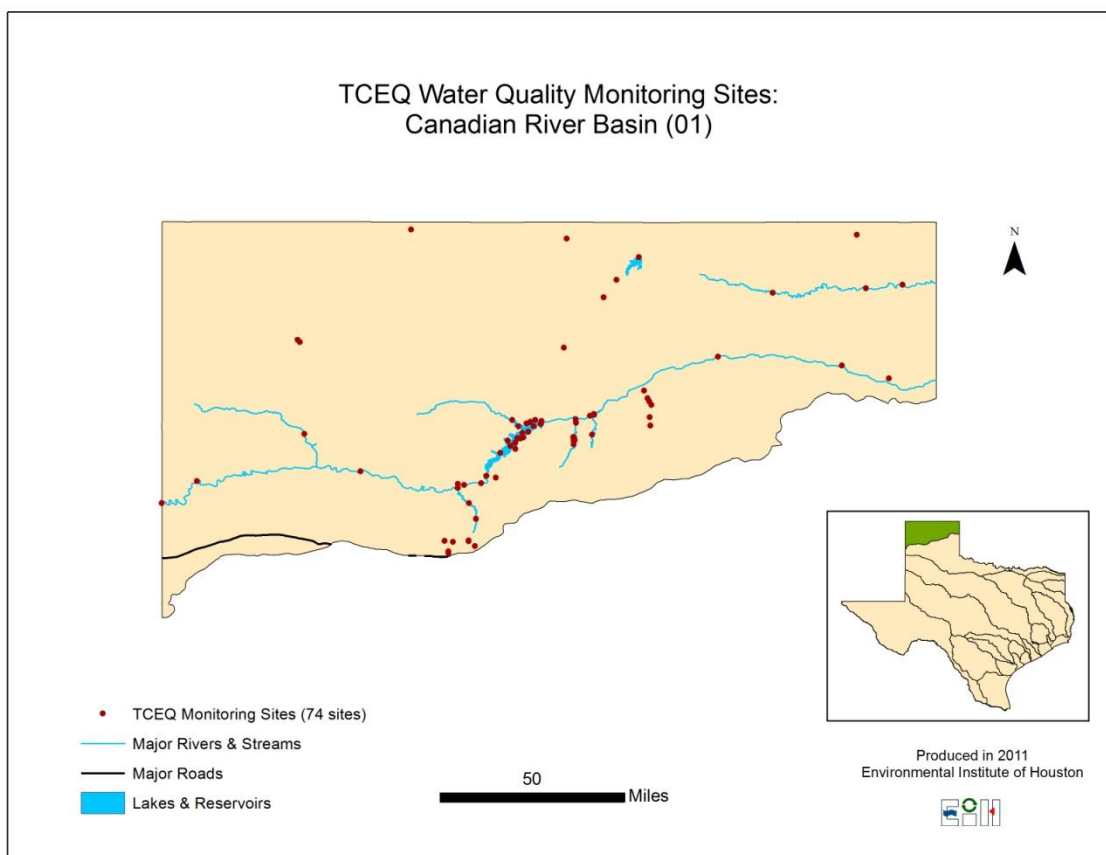 TCEQ Water Quality Monitoring Sites:
Canadian River Basin (01)
N
TCEQ Monitoring Sites (74 sites)
Major Rivers & Streams
Major Roads
Lakes & Reservoirs
50
Miles
Produced in 2011
Environmental Institute of Houston
EIH